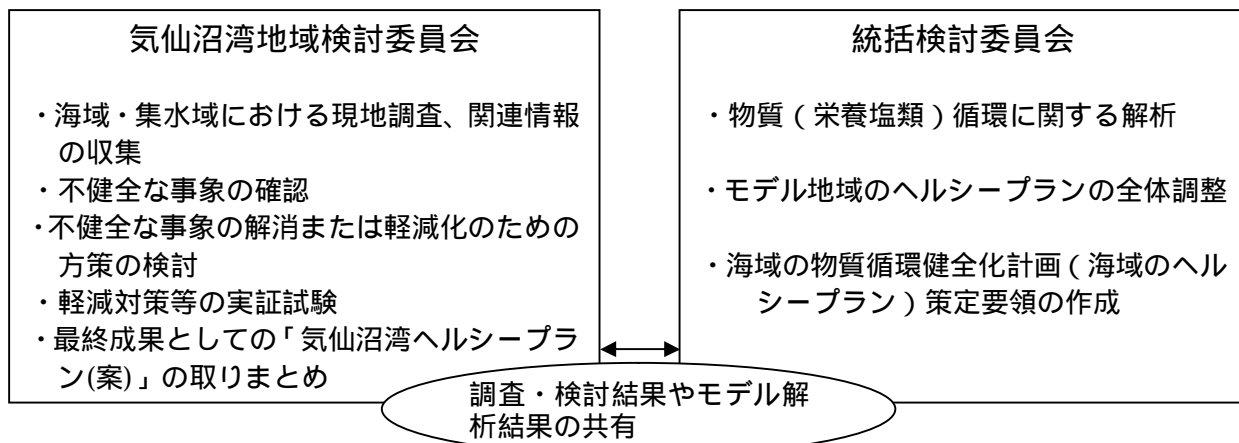 気仙沼湾地域検討委員会
・海域・集水域における現地調査、関連情報
の収集
・不健全な事象の確認
・不健全な事象の解消または軽減化のための
方策の検討
・軽減対策等の実証試験
・最終成果としての「気仙沼湾ヘルシープラ
ン(案)」の取りまとめ
統括検討委員会
・物質(栄養塩類)循環に関する解析
・モデル地域のヘルシープランの全体調整
・海域の物質循環健全化計画(海域のヘル
シープラン)策定要領の作成
調査・検討結果やモデル解
析結果の共有